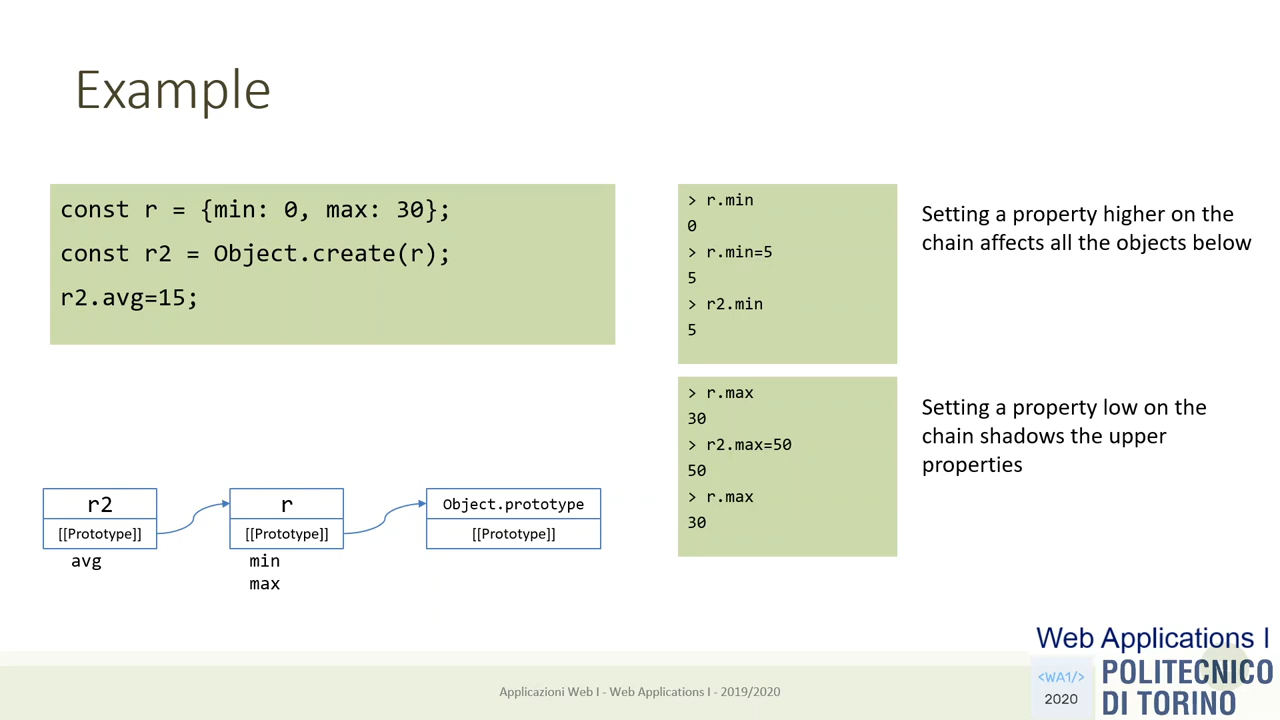 Example
const r = {min: 0, max: 30};
const r2 = Object.create(r);
r2.avg=15;
> r.min
0
> r.min=5
5
> r2.min
5
Setting a property higher on the
chain affects all the objects below
> r.max
30
> r2.max=50
50
> r.max
30
Setting a property low on the
chain shadows the upper
properties
r2
[[Prototype]]
avg
r
[[Prototype]]
min
max
Object.prototype
[[Prototype]]
Applicazioni Web I - Web Applications I - 2019/2020
Web Applications I
<WA1/>
2020
POLITECNICO
DI TORINO